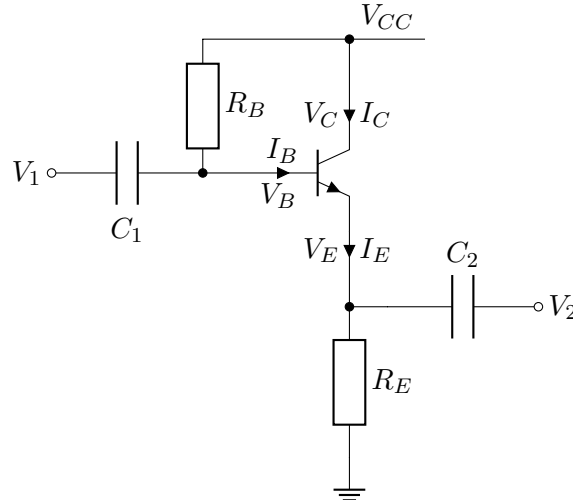 V_CC
R_B
V_C I_C
I_B
V_1
V_B
C_1
V_E I_E
C_2
V_2
R_E